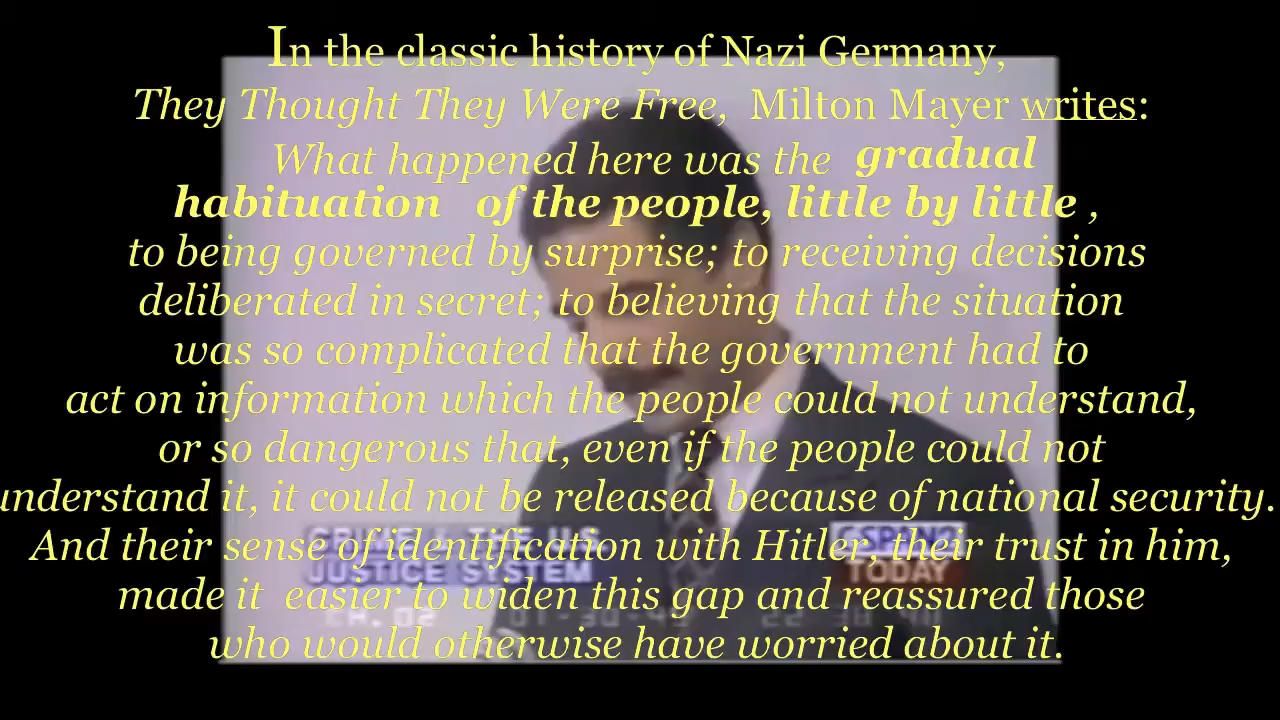 In the classic history of Nazi Germany,
They Thought They Were Free, Milton Mayer writes:
What happened here was the gradual
habituation of the people, little by little ,
to being governed by surprise; to receiving decisions
deliberated in secret; to believing that the situation
was so complicated that the government had to
act on information which the people could not understand,
or so dangerous that, even if the people could not
understand it, it could not be released because of national security.
And their sense of identification with Hitler, their trust in him,
made it easier to widen this gap and reassured those
who would otherwise have worried about it.
JUSTICE SYSTEM
TODAY